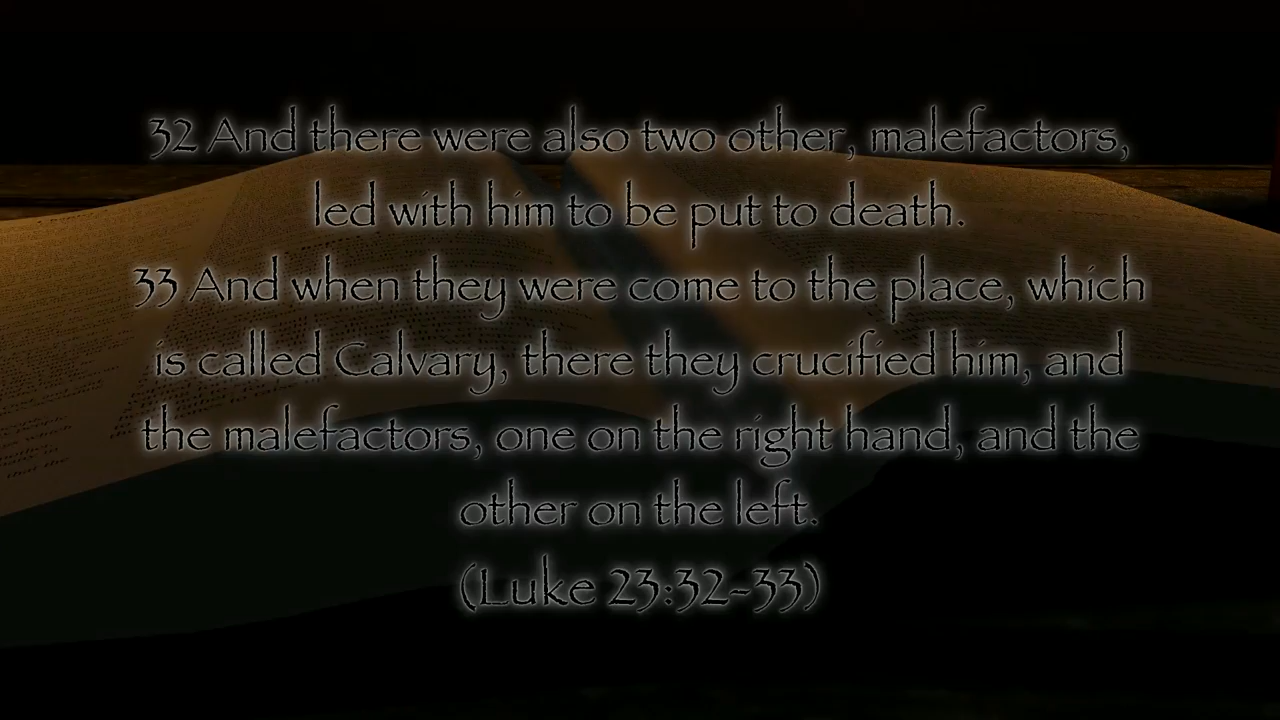 32 And there were also two other, malefactors,
led with him to be put to death.
33 And when they were come to the place, which
is called Calvary, there they crucified him, and
the malefactors, one on the right hand, and the
other on the left.
(Luke 23:32-33)